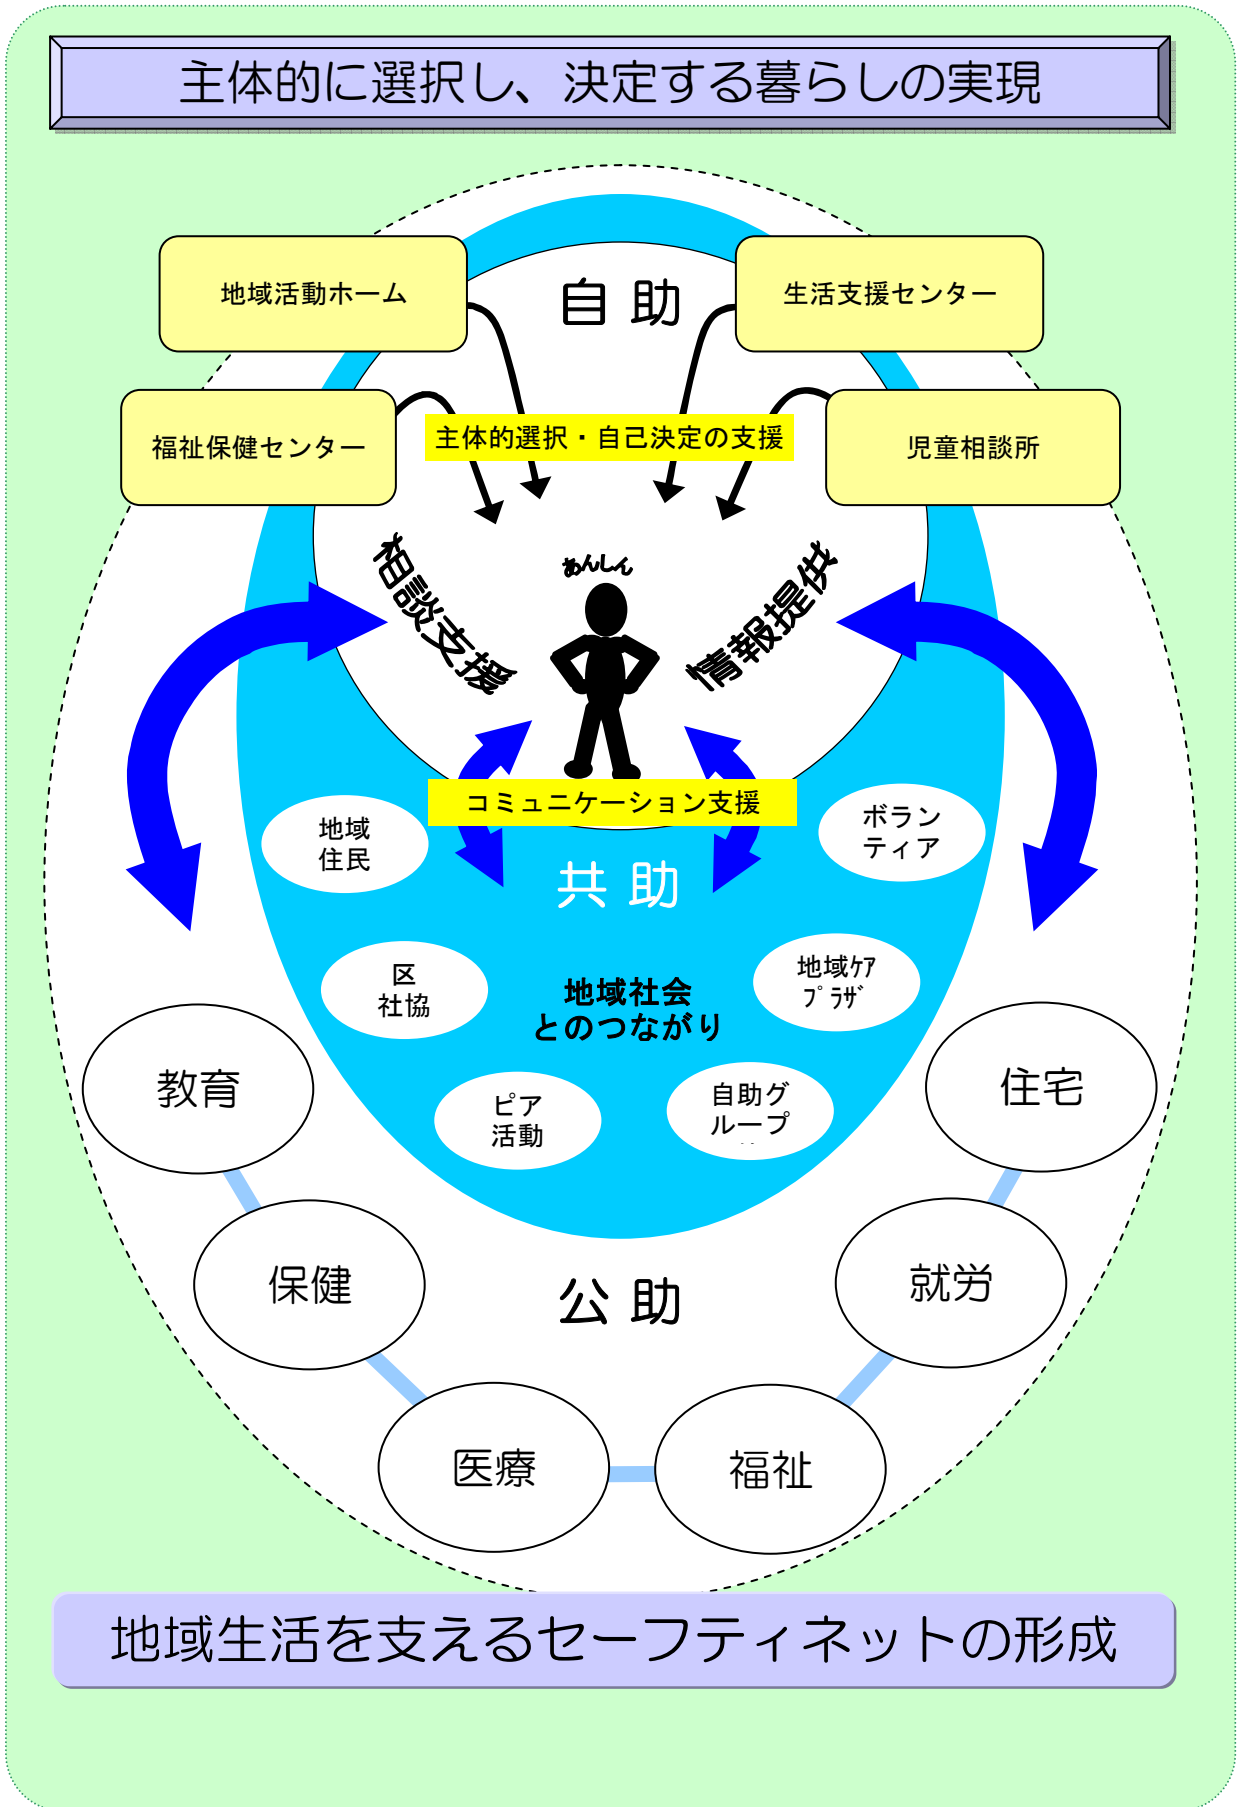 主体的に選択し、決定する暮らしの実現
地域活動ホーム
生活支援センター
自 助
福祉保健センター
主体的選択・自己決定の支援
児童相談所
相談支援
あんしん
情報提供
コミュニケーション支援
地域
住民
ボラン
ティア
共 助
区
社協
地域社会
とのつながり
地域ｹｱ
ﾌﾟﾗｻﾞ
ピア
活動
自助グ
ループ
教育
住宅
保健
公 助
就労
医療
福祉
地域生活を支えるセーフティネットの形成